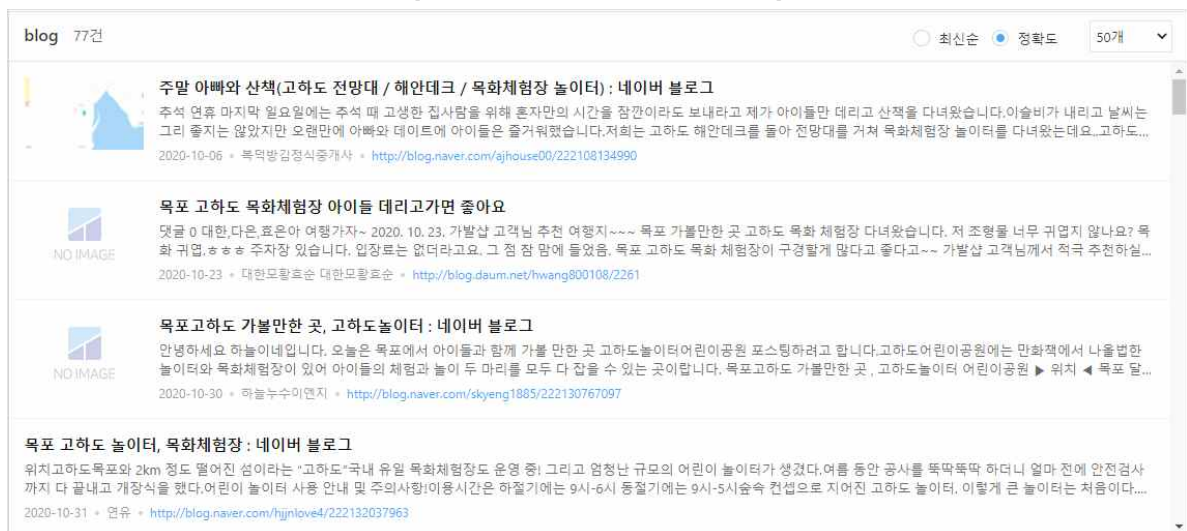 blog 77건
최신순 정확도 50개
주말 아빠와 산책(고하도 전망대 / 해안데크 / 목화체험장 놀이터) : 네이버 블로그
추석 연휴 마지막 일요일에는 추석 때 고생한 집사람을 위해 혼자만의 시간을 잠깐이라도 보내라고 제가 아이들만 데리고 산책을 다녀왔습니다.이슬비가 내리고 날씨는
그리 좋지는 않았지만 오랜만에 아빠와 데이트에 아이들은 즐거워했습니다.저희는 고하도 해안데크를 돌아 전망대를 거쳐 목화체험장 놀이터를 다녀왔는데요..고하도...
2020-10-06 • 복덕방김정식중개사 • http://blog.naver.com/ajhouse00/222108134990
NO IMAGE
목포 고하도 목화체험장 아이들 데리고가면 좋아요
댓글 0 대한,다은,효은아 여행가자~ 2020. 10. 23. 가발샵 고객님 추천 여행지~~~ 목포 가볼만한 곳 고하도 목화 체험장 다녀왔습니다. 저 조형물 너무 귀엽지 않나요? 목
화 귀엽.ㅎㅎㅎ 주차장 있습니다. 입장료는 없더라고요. 그 점 참 맘에 들었음. 목포 고하도 목화 체험장이 구경할게 많다고 좋다고~~ 가발샵 고객님께서 적극 추천하실...
2020-10-23 • 대한모황효순 대한모황효순 • http://blog.daum.net/hwang800108/2261
NO IMAGE
목포고하도 가볼만한 곳, 고하도놀이터 : 네이버 블로그
안녕하세요 하늘이네입니다. 오늘은 목포에서 아이들과 함께 가볼 만한 곳 고하도놀이터어린이공원 포스팅하려고 합니다.고하도어린이공원에는 만화책에서 나올법한
놀이터와 목화체험장이 있어 아이들의 체험과 놀이 두 마리를 모두 다 잡을 수 있는 곳이랍니다. 목포고하도 가볼만한 곳 , 고하도놀이터 어린이공원 ▶ 위치 ◀ 목포 달...
2020-10-30 • 하늘누수이엔지 • http://blog.naver.com/skyeng1885/222130767097
목포 고하도 놀이터, 목화체험장 : 네이버 블로그
위치고하도목포와 2km 정도 떨어진 섬이라는 "고하도"국내 유일 목화체험장도 운영 중! 그리고 엄청난 규모의 어린이 놀이터가 생겼다.여름 동안 공사를 뚝딱뚝딱 하더니 얼마 전에 안전검사
까지 다 끝내고 개장식을 했다.어린이 놀이터 사용 안내 및 주의사항!이용시간은 하절기에는 9시-6시 동절기에는 9시-5시숲속 컨셉으로 지어진 고하도 놀이터. 이렇게 큰 놀이터는 처음이다....
2020-10-31 • 연유 • http://blog.naver.com/hjjnlove4/222132037963